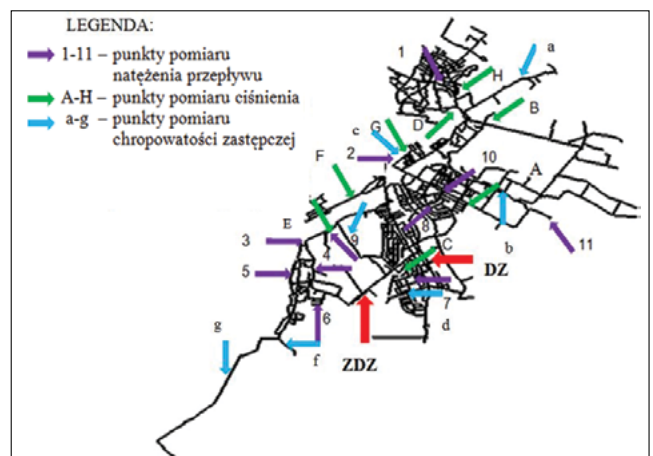 LEGENDA:
1-11 – punkty pomiaru
natężenia przepływu
A-H – punkty pomiaru ciśnienia
a-g – punkty pomiaru
chropowatości zastępczej
1
H
a
B
D
G
c
2
F
10
A
E
9
8
3
4
C
b
11
5
DZ
7
6
d
g
f
ZDZ